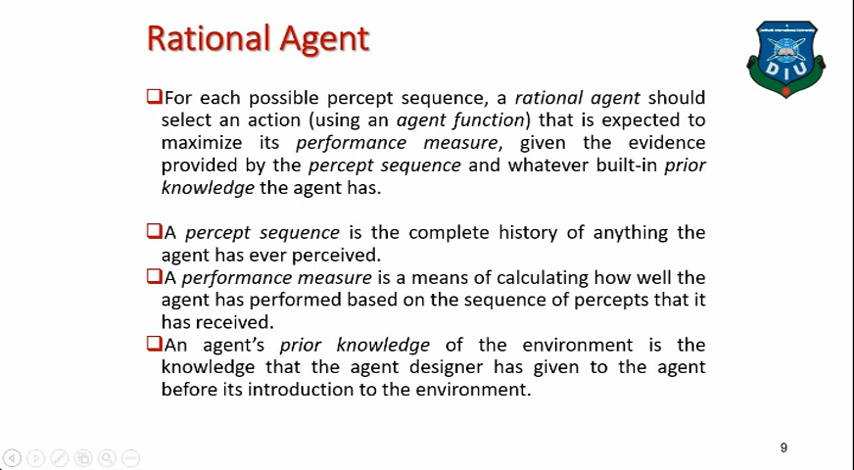 Rational Agent
DIU
❑For each possible percept sequence, a rational agent should
select an action (using an agent function) that is expected to
maximize its performance measure, given the evidence
provided by the percept sequence and whatever built-in prior
knowledge the agent has.
❑A percept sequence is the complete history of anything the
agent has ever perceived.
❑A performance measure is a means of calculating how well the
agent has performed based on the sequence of percepts that it
has received.
❑An agent's prior knowledge of the environment is the
knowledge that the agent designer has given to the agent
before its introduction to the environment.
9